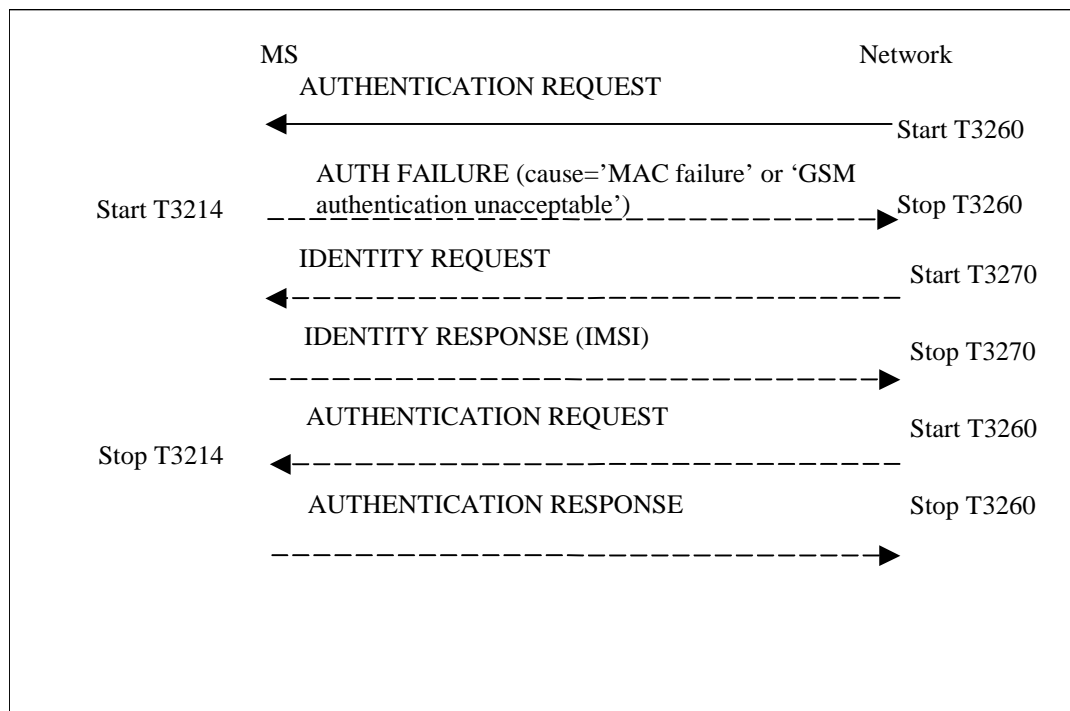 MS Network
AUTHENTICATION REQUEST
Start T3260
AUTH FAILURE (cause=’MAC failure’ or ‘GSM
authentication unacceptable’)
Start T3214 Stop T3260
IDENTITY REQUEST
Start T3270
IDENTITY RESPONSE (IMSI)
Stop T3270
AUTHENTICATION REQUEST
Start T3260
Stop T3214
AUTHENTICATION RESPONSE Stop T3260